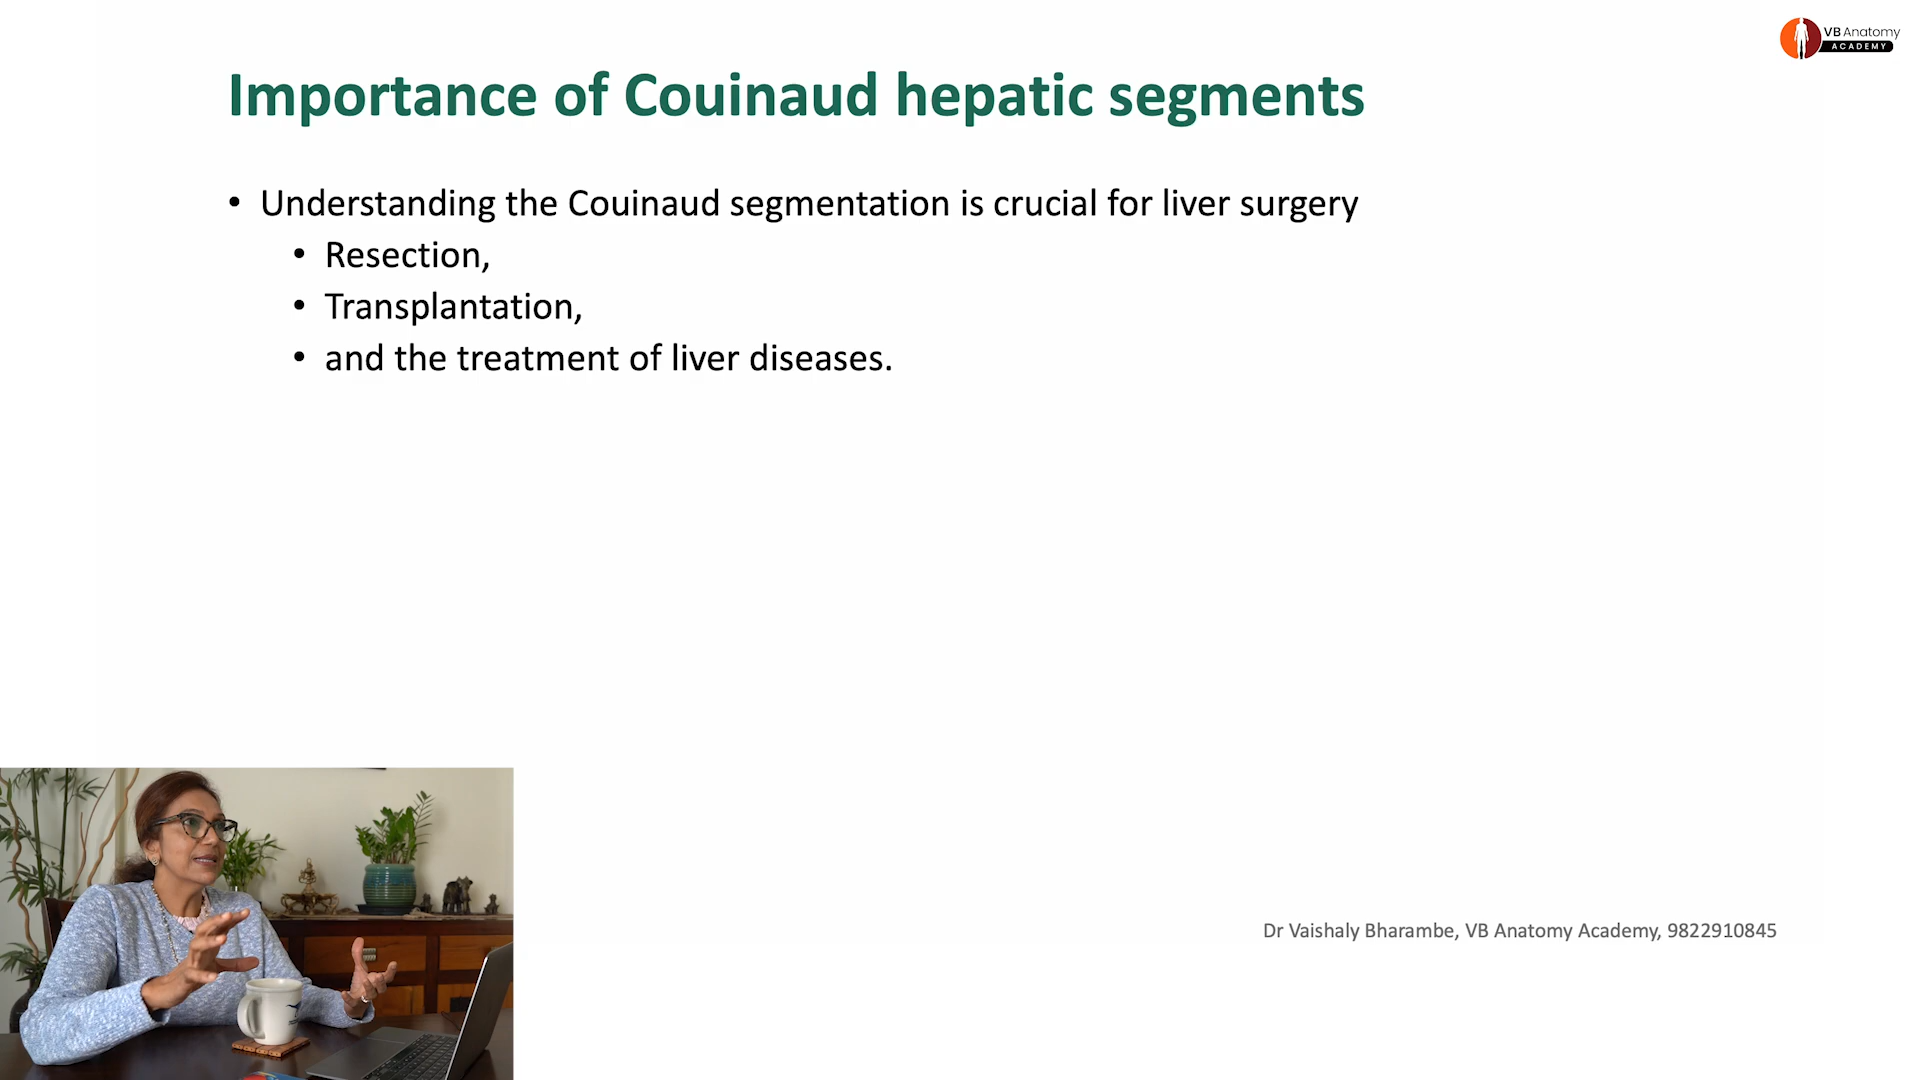 VB Anatomy
ACADEMY
Importance of Couinaud hepatic segments
• Understanding the Couinaud segmentation is crucial for liver surgery
• Resection,
• Transplantation,
• and the treatment of liver diseases.
Dr Vaishaly Bharambe, VB Anatomy Academy, 9822910845